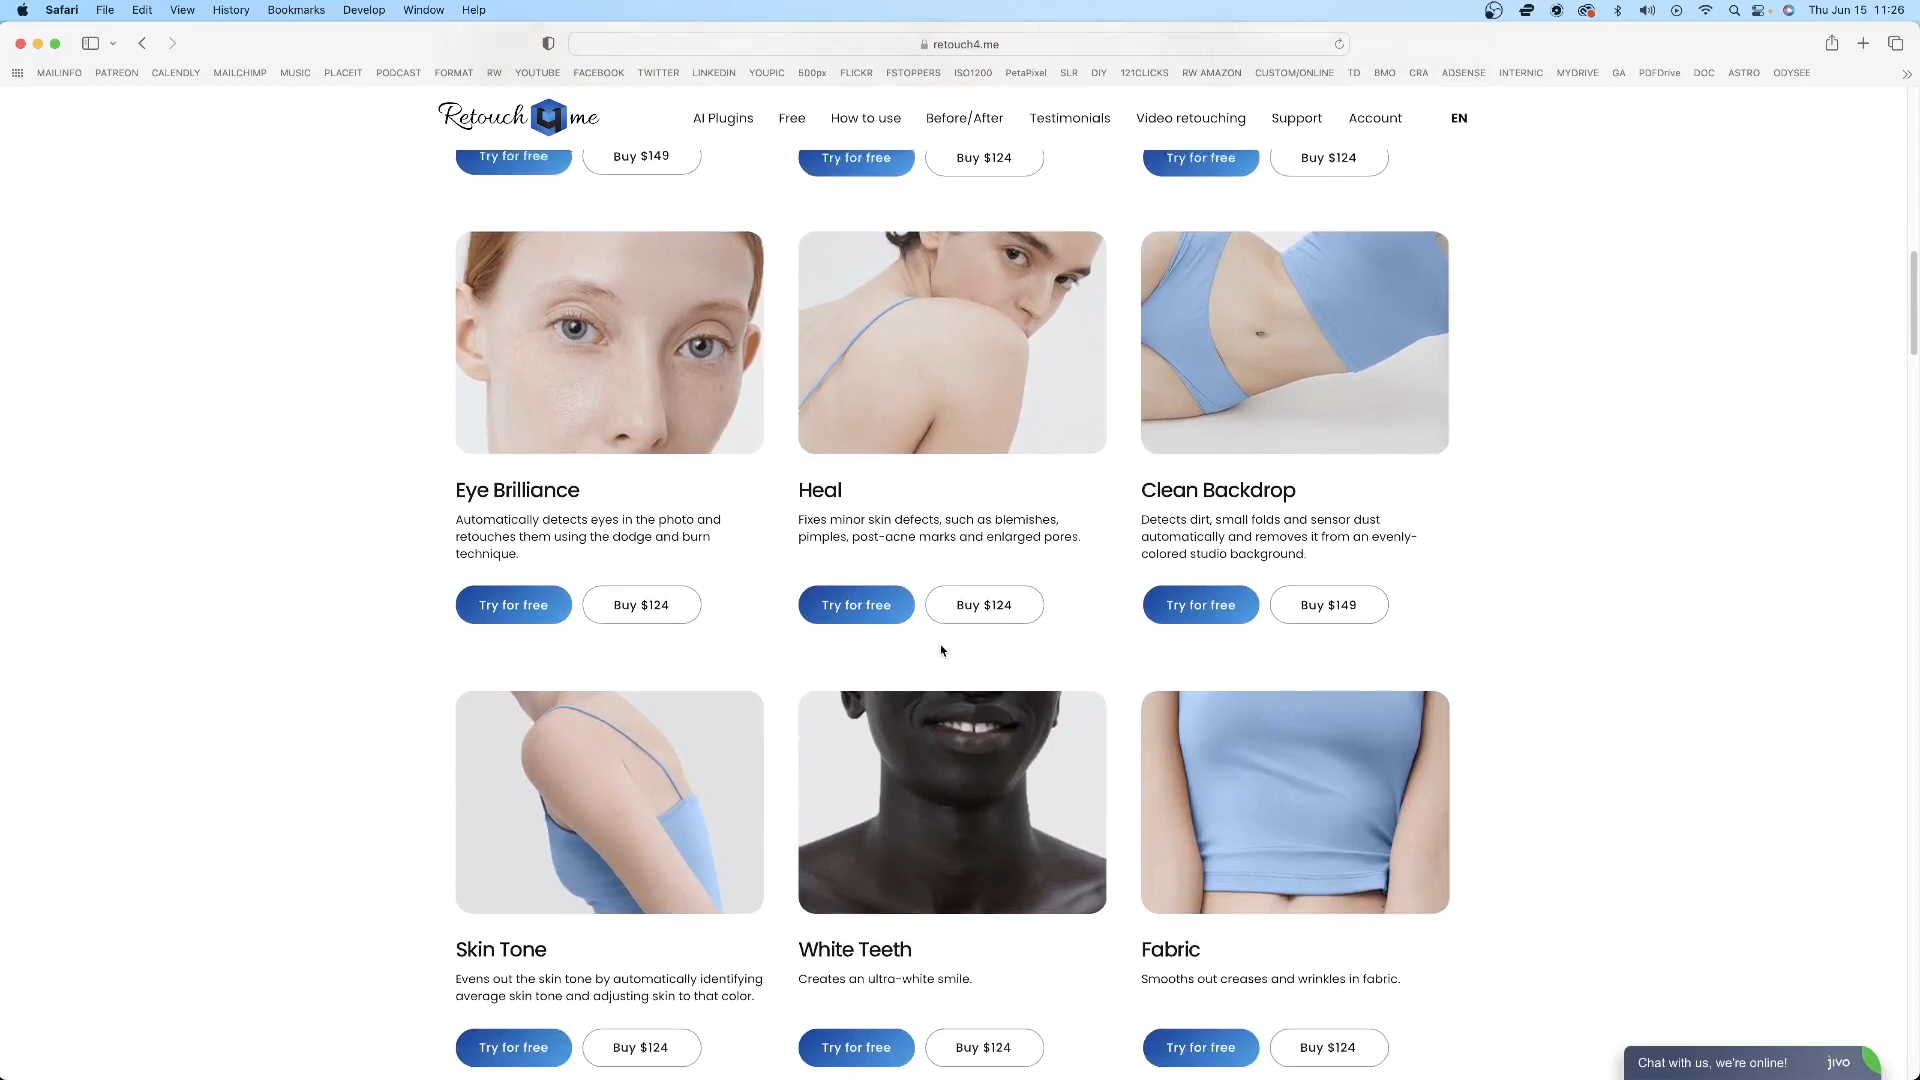 Safari File Edit View History Bookmarks Develop Window Help Thu Jun 15 11:26
retouch4.me
MAILINFO PATREON CALENDLY MAILCHIMP MUSIC PLACEIT PODCAST FORMAT RW YOUTUBE FACEBOOK TWITTER LINKEDIN YOUPIC 500px FLICKR FSTOPPERS ISO1200 PetaPixel SLR DIY 121CLICKS RW AMAZON CUSTOM/ONLINE TD BMO CRA ADSENSE INTERNIC MYDRIVE GA PDFDrive DOC ASTRO ODYSEE
Retouch 4 me AI Plugins Free How to use Before/After Testimonials Video retouching Support Account EN
Try for free Buy $149 Try for free Buy $124 Try for free Buy $124
Eye Brilliance
Automatically detects eyes in the photo and
retouches them using the dodge and burn
technique.
Try for free Buy $124
Heal
Fixes minor skin defects, such as blemishes,
pimples, post-acne marks and enlarged pores.
Try for free Buy $124
Clean Backdrop
Detects dirt, small folds and sensor dust
automatically and removes it from an evenly-
colored studio background.
Try for free Buy $149
Skin Tone
Evens out the skin tone by automatically identifying
average skin tone and adjusting skin to that color.
Try for free Buy $124
White Teeth
Creates an ultra-white smile.
Try for free Buy $124
Fabric
Smooths out creases and wrinkles in fabric.
Try for free Buy $124
Chat with us, we're online! jivo